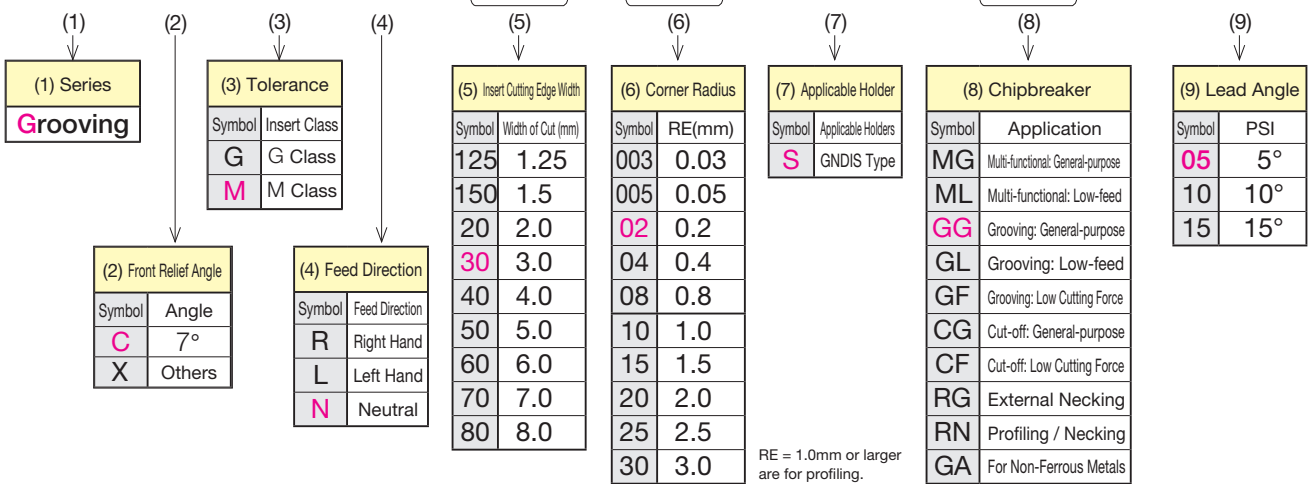 (1) (2) (3) (4) (5) (6) (7) (8) (9)
(1) Series
Grooving
(2) Front Relief Angle
Symbol Angle
C 7°
X Others
(3) Tolerance
Symbol Insert Class
G G Class
M M Class
(4) Feed Direction
Symbol Feed Direction
R Right Hand
L Left Hand
N Neutral
(5) Insert Cutting Edge Width
Symbol Width of Cut (mm)
125 1.25
150 1.5
20 2.0
30 3.0
40 4.0
50 5.0
60 6.0
70 7.0
80 8.0
(6) Corner Radius
Symbol RE(mm)
003 0.03
005 0.05
02 0.2
04 0.4
08 0.8
10 1.0
15 1.5
20 2.0
25 2.5
30 3.0
(7) Applicable Holder
Symbol Applicable Holders
S GNDIS Type
RE = 1.0mm or larger
are for profiling.
(8) Chipbreaker
Symbol Application
MG Multi-functional: General-purpose
ML Multi-functional: Low-feed
GG Grooving: General-purpose
GL Grooving: Low-feed
GF Grooving: Low Cutting Force
CG Cut-off: General-purpose
CF Cut-off: Low Cutting Force
RG External Necking
RN Profiling / Necking
GA For Non-Ferrous Metals
(9) Lead Angle
Symbol PSI
05 5°
10 10°
15 15°